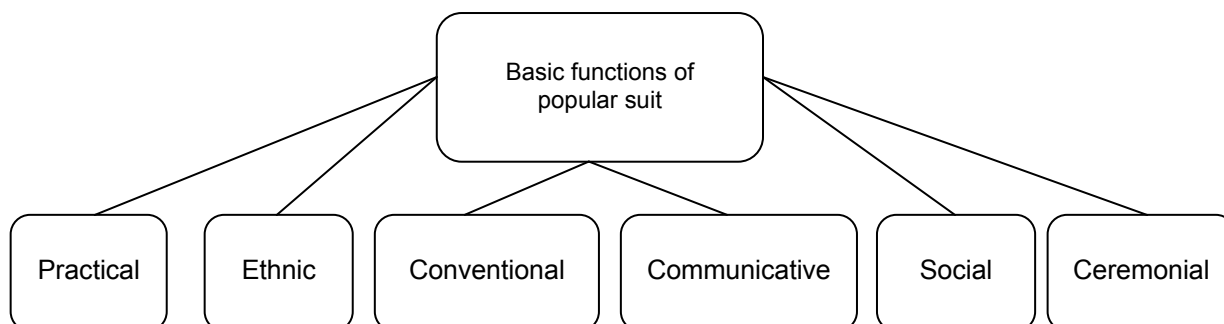 Basic functions of
popular suit
Practical
Ethnic
Conventional
Communicative
Social
Ceremonial